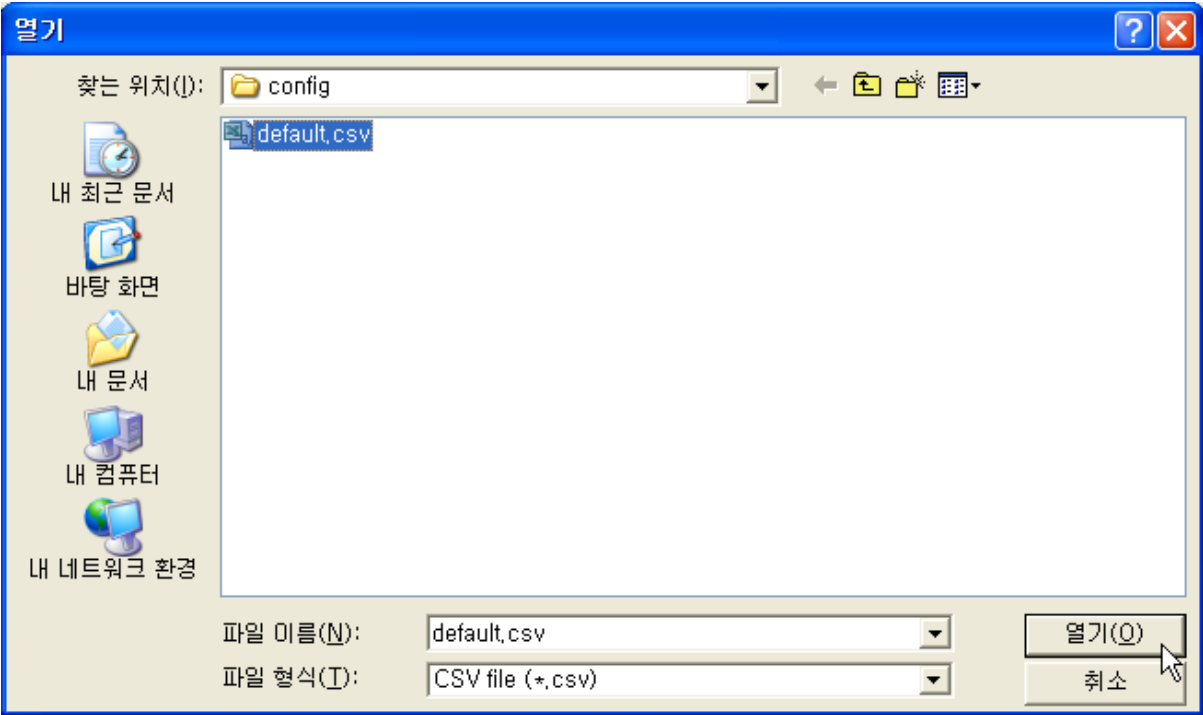 열기
찾는 위치(I): config
default.csv
내 최근 문서
바탕 화면
내 문서
내 컴퓨터
내 네트워크 환경
파일 이름(N): default.csv 열기(O)
파일 형식(T): CSV file (*.csv) 취소